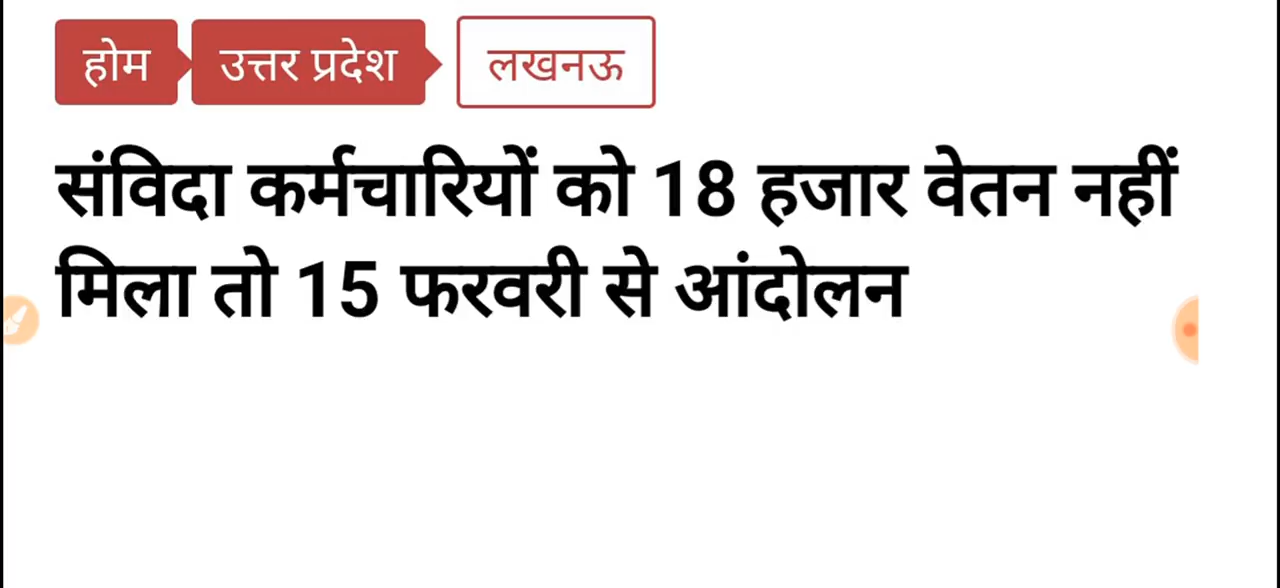 होम उत्तर प्रदेश लखनऊ
संविदा कर्मचारियों को 18 हजार वेतन नहीं
मिला तो 15 फरवरी से आंदोलन